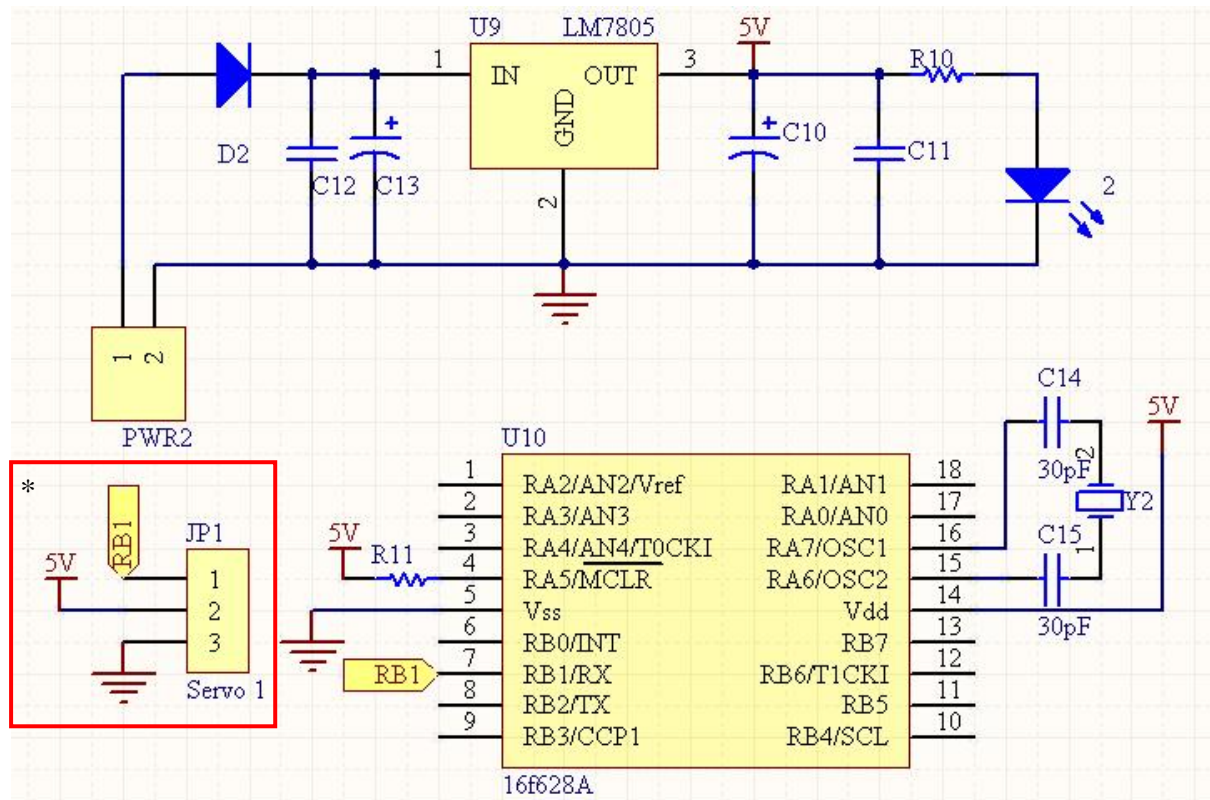 U9 LM7805
1 IN OUT 3
GND
2
5V
R10
D2
C12
C13
C10
C11
2
1 2
PWR2
*
RB1
5V
JP1
1
2
3
Servo 1
5V
R11
RB1
U10
1 RA2/AN2/Vref RA1/AN1 18
2 RA3/AN3 RA0/AN0 17
3 RA4/AN4/T0CKI RA7/OSC1 16
4 RA5/MCLR RA6/OSC2 15
5 Vss Vdd 14
6 RB0/INT RB7 13
7 RB1/RX RB6/T1CKI 12
8 RB2/TX RB5 11
9 RB3/CCP1 RB4/SCL 10
16f628A
C14
30pF
2
Y2
C15
1
30pF
5V